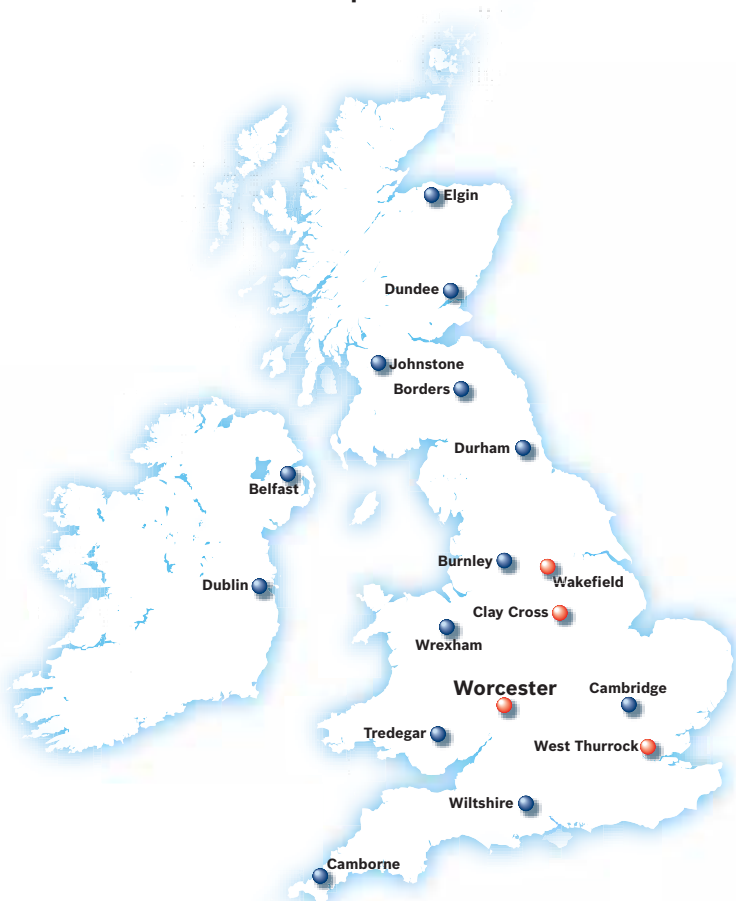 Elgin
Dundee
Johnstone
Borders
Durham
Belfast
Burnley
Wakefield
Dublin
Clay Cross
Wrexham
Worcester
Cambridge
Tredegar
West Thurrock
Wiltshire
Camborne